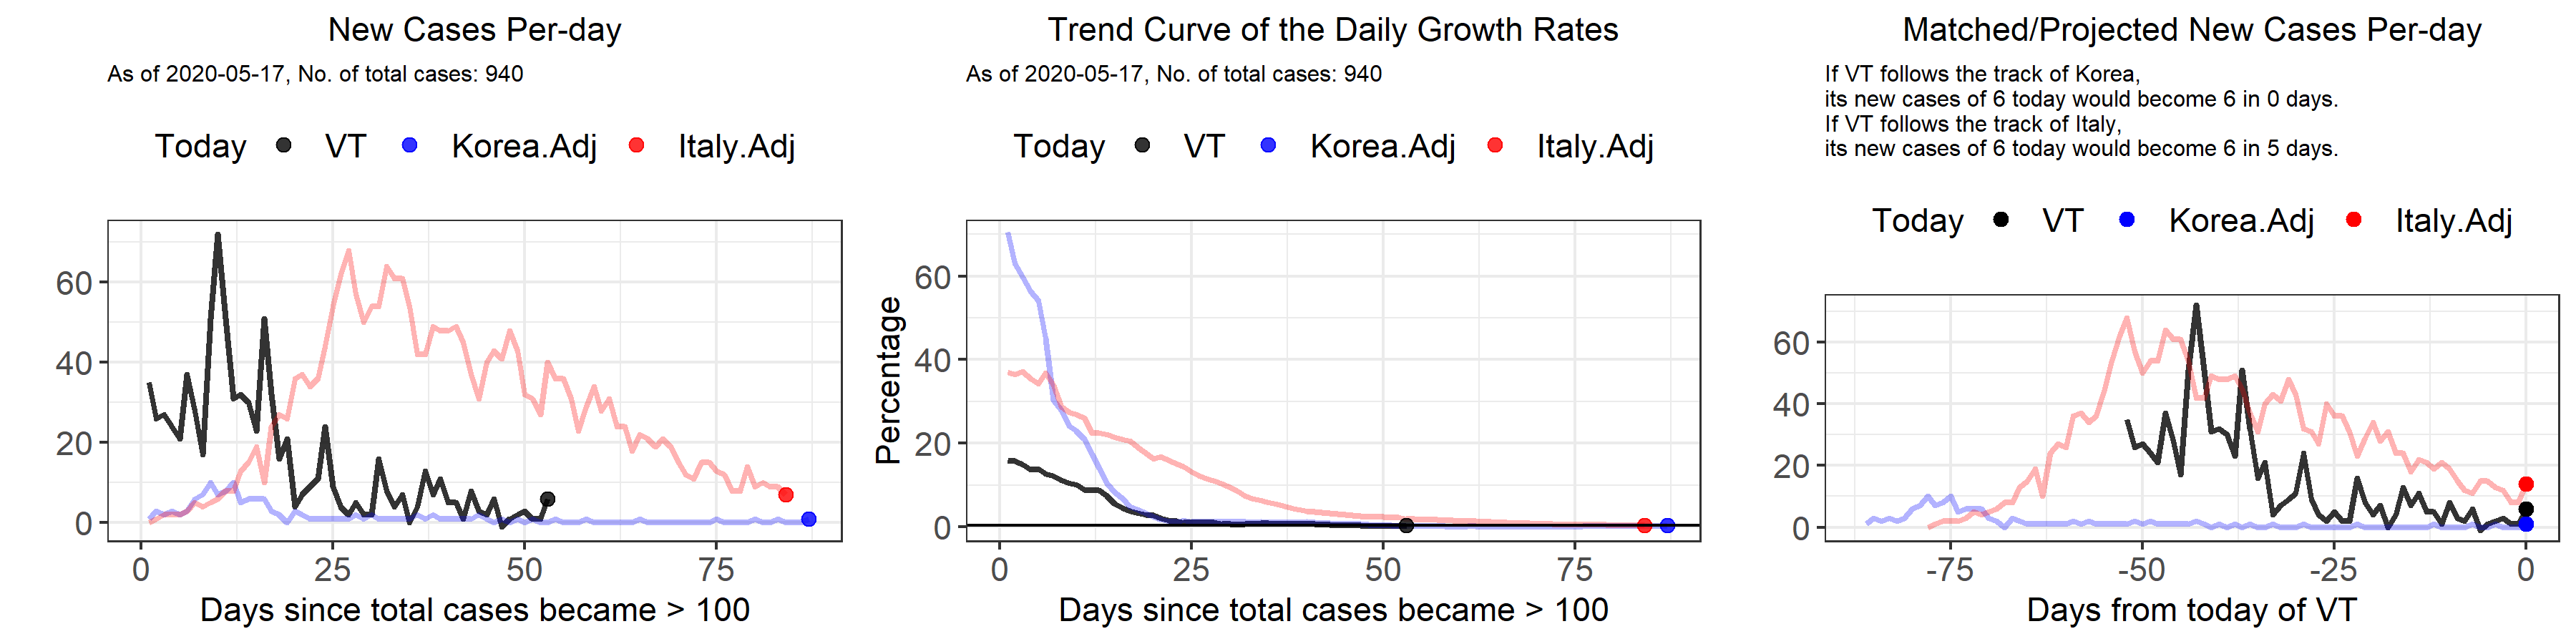 New Cases Per-day
As of 2020-05-17, No. of total cases: 940
Today VT Korea.Adj Italy.Adj
60
40
20
0
0 25 50 75
Days since total cases became > 100
Trend Curve of the Daily Growth Rates
As of 2020-05-17, No. of total cases: 940
Today VT Korea.Adj Italy.Adj
Percentage
60
40
20
0
0 25 50 75
Days since total cases became > 100
Matched/Projected New Cases Per-day
If VT follows the track of Korea,
its new cases of 6 today would become 6 in 0 days.
If VT follows the track of Italy,
its new cases of 6 today would become 6 in 5 days.
Today VT Korea.Adj Italy.Adj
60
40
20
0
-75 -50 -25 0
Days from today of VT